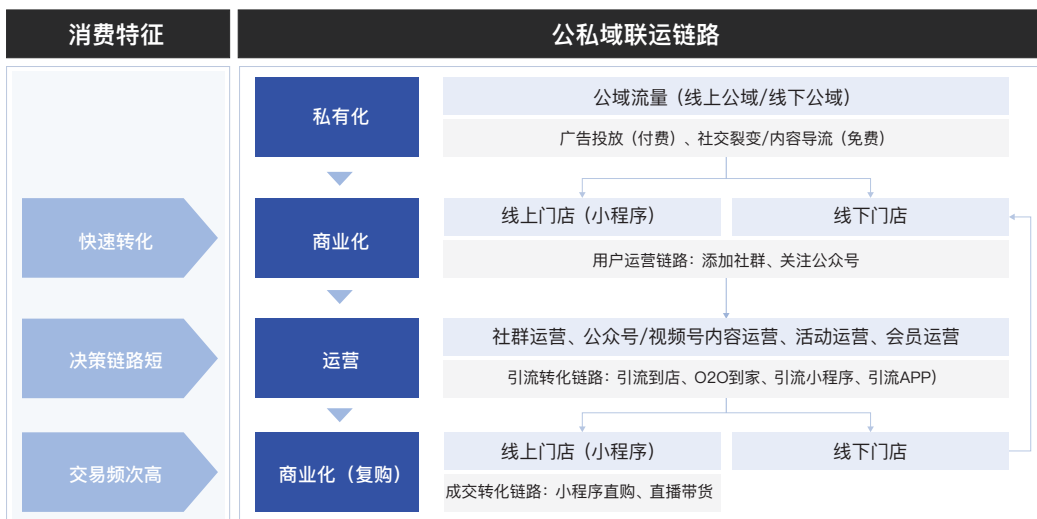 消费特征
公私域联运链路
私有化
公域流量（线上公域/线下公域）
广告投放（付费）、社交裂变/内容导流（免费）
快速转化
商业化
线上门店（小程序）
线下门店
用户运营链路：添加社群、关注公众号
决策链路短
运营
社群运营、公众号/视频号内容运营、活动运营、会员运营
引流转化链路：引流到店、O2O到家、引流小程序、引流APP）
交易频次高
商业化（复购）
线上门店（小程序）
线下门店
成交转化链路：小程序直购、直播带货